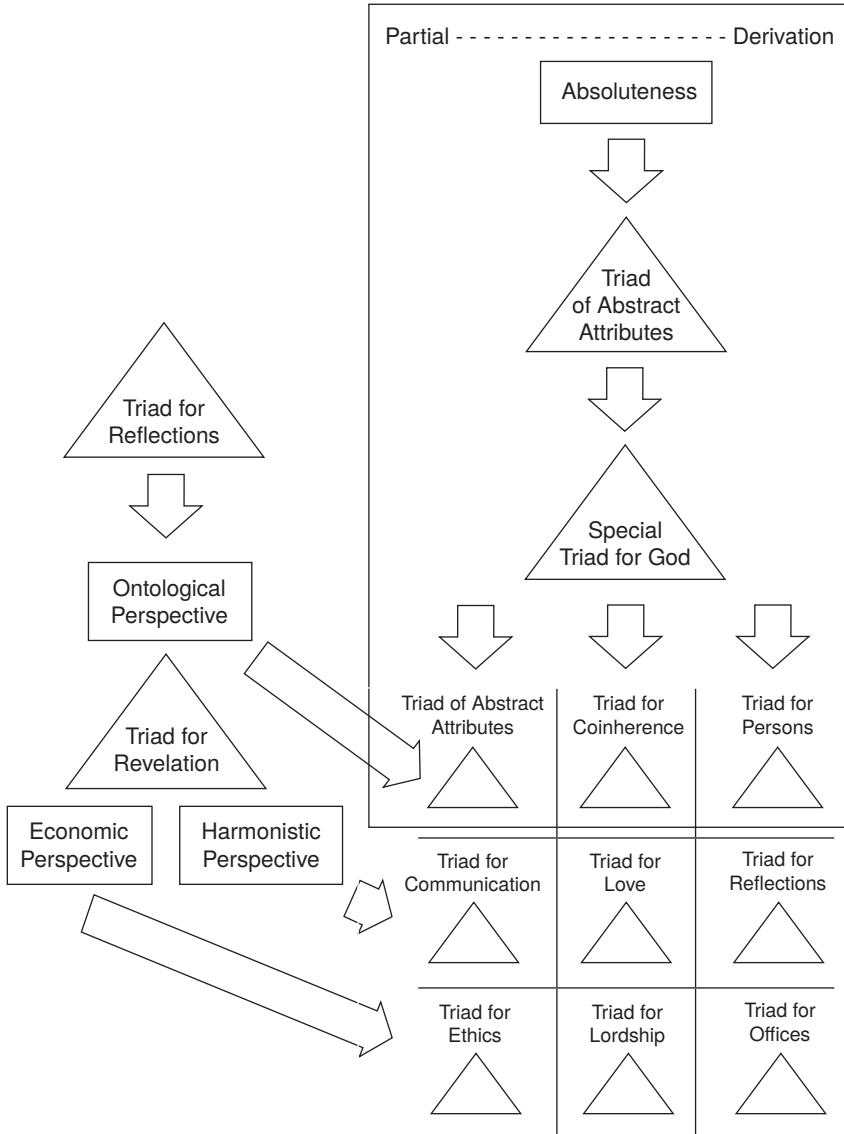 Partial - - - - - - - - - - - - - - - - - - - - - - - - Derivation
Absoluteness
Triad
of Abstract
Attributes
Triad for
Reflections
Special
Triad for God
Ontological
Perspective
Triad for
Revelation
Economic
Perspective
Harmonistic
Perspective
Triad of Abstract
Attributes
Triad for
Coinherence
Triad for
Persons
Triad for
Communication
Triad for
Love
Triad for
Reflections
Triad for
Ethics
Triad for
Lordship
Triad for
Offices